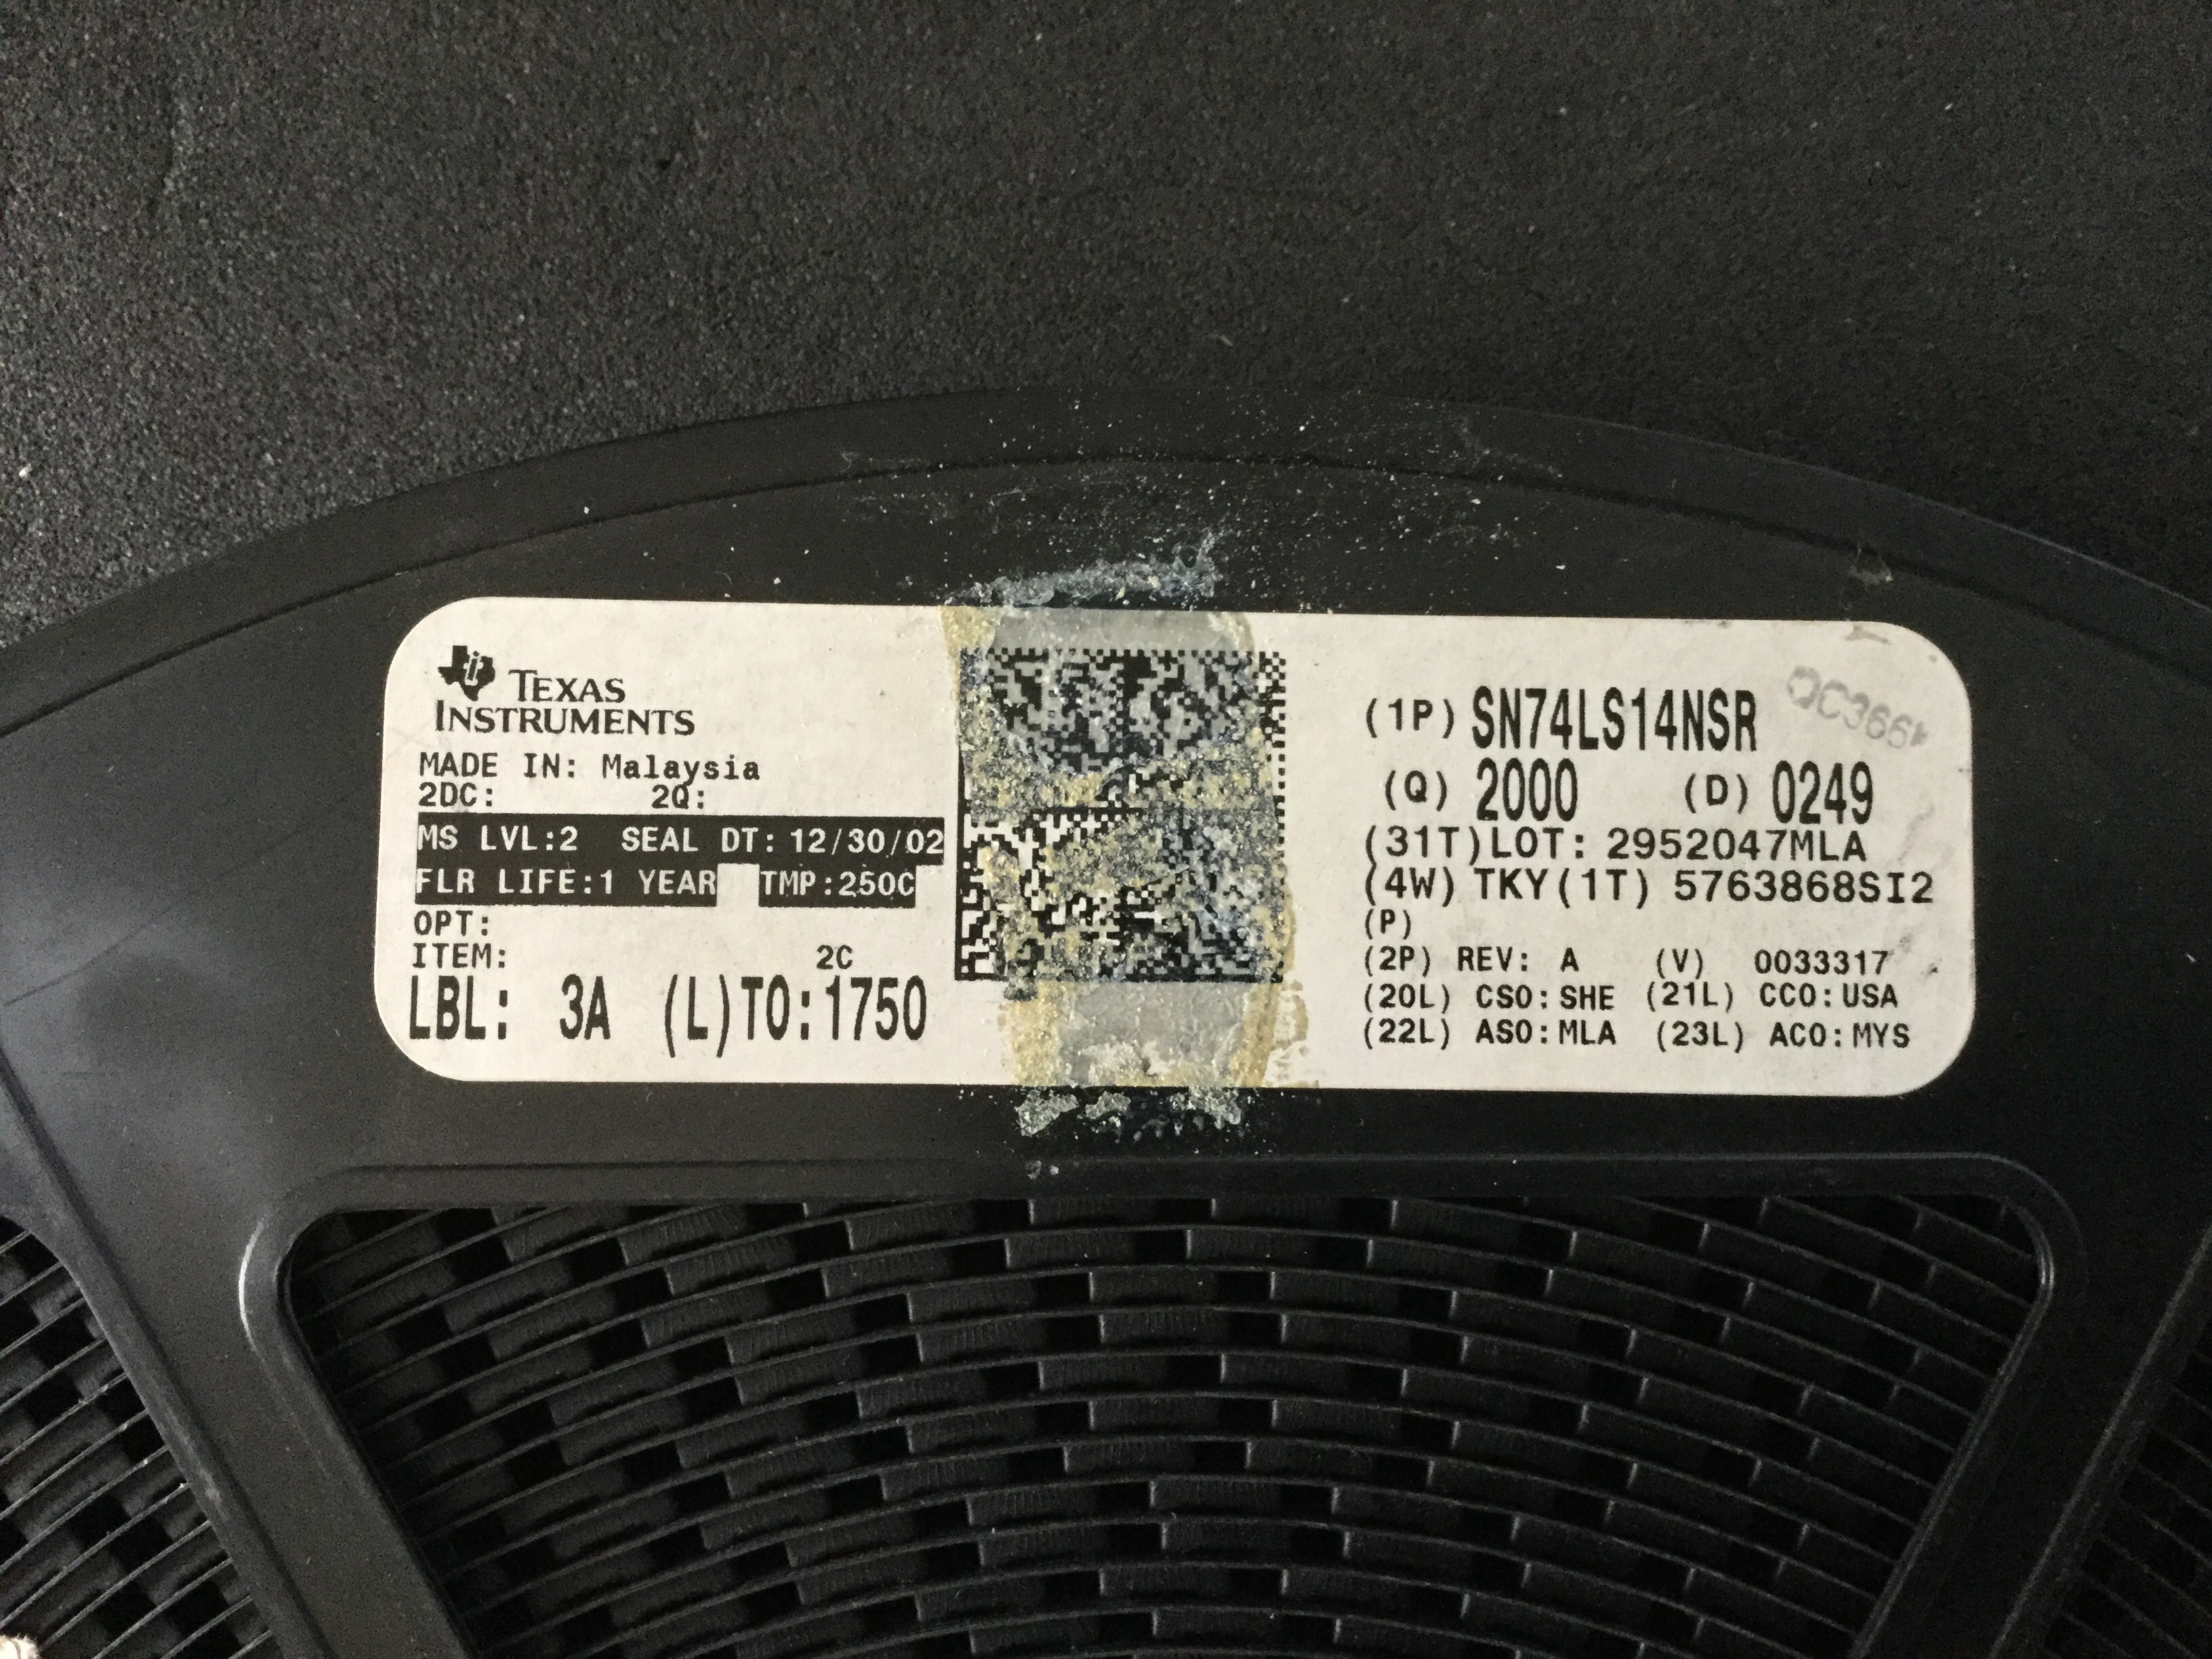 TEXAS
INSTRUMENTS
MADE IN: Malaysia
2DC: 2Q:
MS LVL:2 SEAL DT: 12/30/02
FLR LIFE:1 YEAR TMP:250C
OPT:
ITEM: 2C
LBL: 3A (L)TO:1750
(1P) SN74LS14NSR
(Q) 2000 (D) 0249
(31T)LOT: 2952047MLA
(4W) TKY(1T) 5763868SI2
(P)
(2P) REV: A (V) 0033317
(20L) CSO:SHE (21L) CCO:USA
(22L) ASO:MLA (23L) ACO:MYS